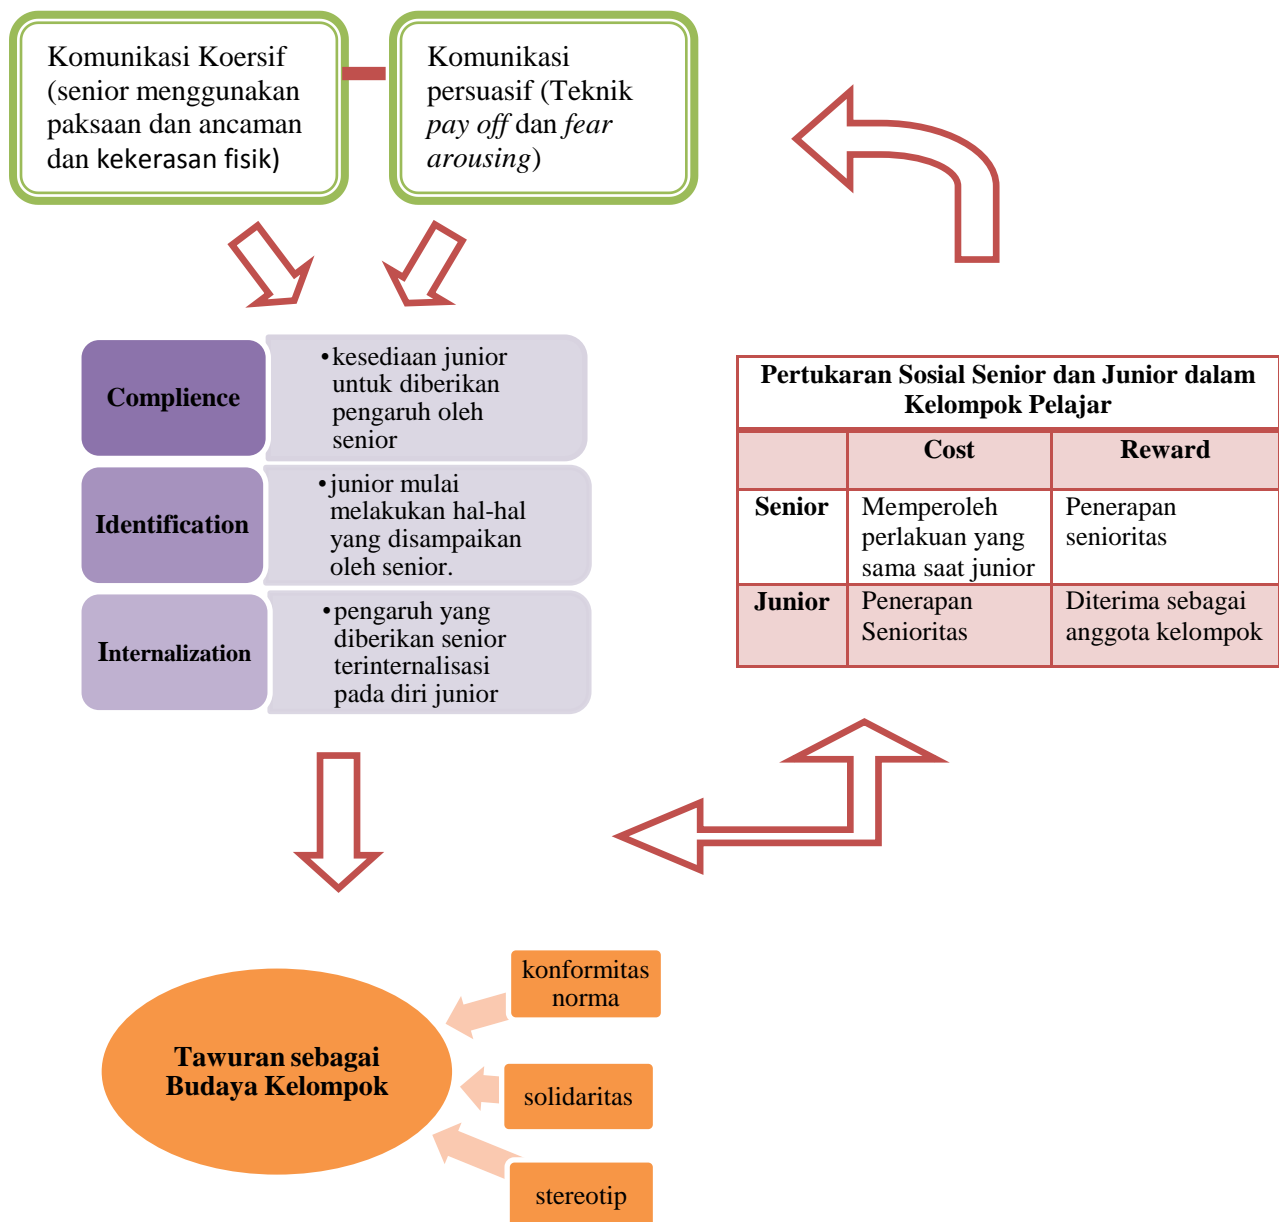 Komunikasi Koersif
(senior menggunakan
paksaan dan ancaman
dan kekerasan fisik)
Komunikasi
persuasif (Teknik
pay off dan fear
arousing)
Complience
•kesediaan junior
untuk diberikan
pengaruh oleh
senior
Identification
•junior mulai
melakukan hal-hal
yang disampaikan
oleh senior.
Internalization
•pengaruh yang
diberikan senior
terinternalisasi
pada diri junior
Pertukaran Sosial Senior dan Junior dalam
Kelompok Pelajar
Cost
Reward
Senior
Memperoleh
perlakuan yang
sama saat junior
Penerapan
senioritas
Junior
Penerapan
Senioritas
Diterima sebagai
anggota kelompok
Tawuran sebagai
Budaya Kelompok
konformitas
norma
solidaritas
stereotip